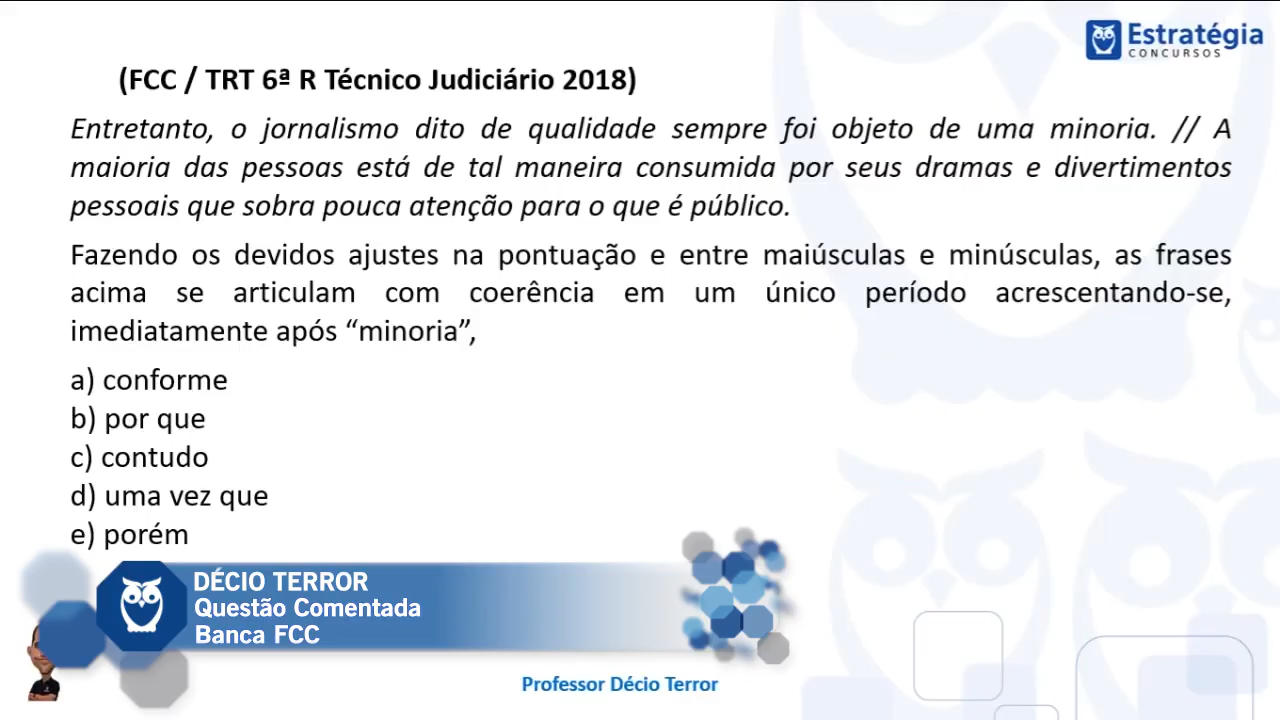 Estratégia
CONCURSOS
(FCC / TRT 6ª R Técnico Judiciário 2018)
Entretanto, o jornalismo dito de qualidade sempre foi objeto de uma minoria. // A
maioria das pessoas está de tal maneira consumida por seus dramas e divertimentos
pessoais que sobra pouca atenção para o que é público.
Fazendo os devidos ajustes na pontuação e entre maiúsculas e minúsculas, as frases
acima se articulam com coerência em um único período acrescentando-se,
imediatamente após “minoria”,
a) conforme
b) por que
c) contudo
d) uma vez que
e) porém
DÉCIO TERROR
Questão Comentada
Banca FCC
Professor Décio Terror